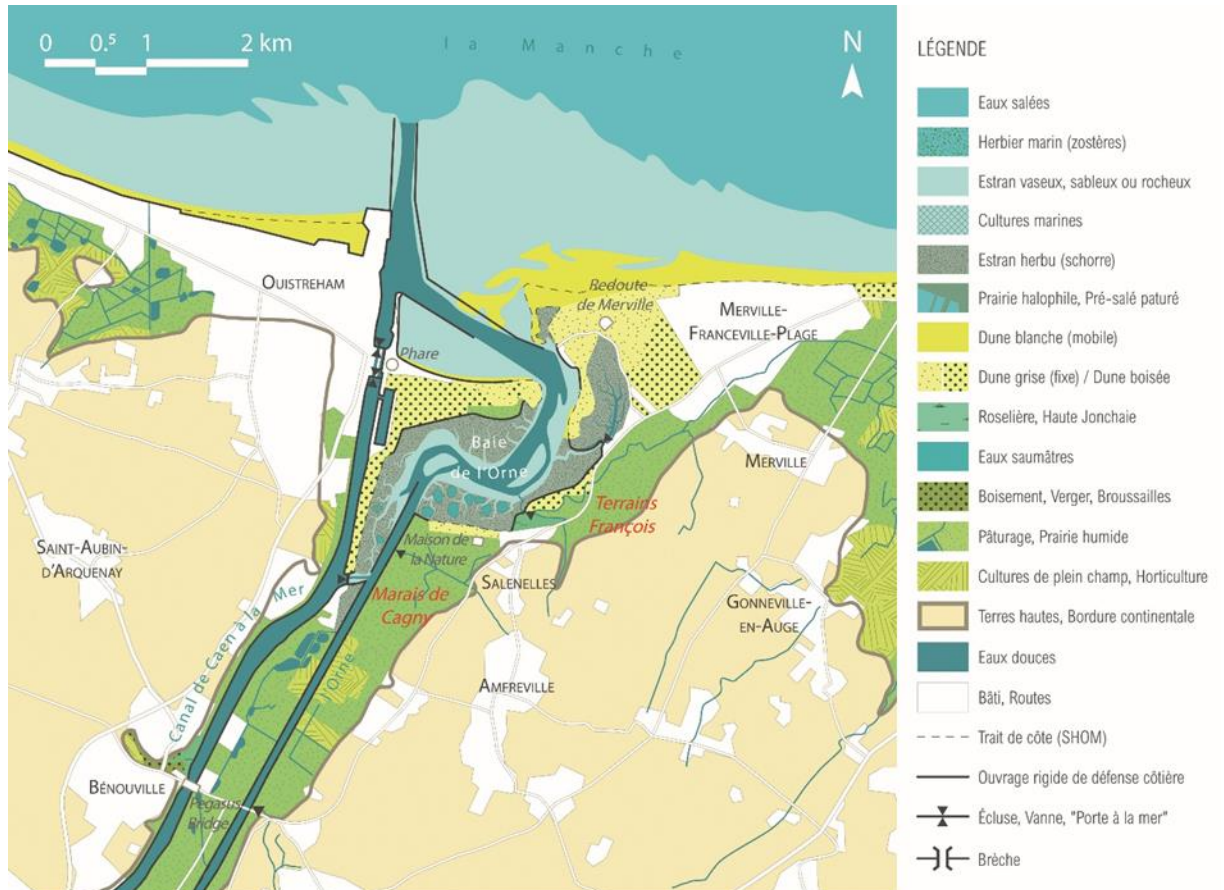 0 0.5 1 2 km
la Manche
N
OUISTREHAM
Redoute
de Merville
MERVILLE-
FRANCEVILLE-PLAGE
Phare
Baie
de l'Orne
MERVILLE
Terrains
François
SAINT-AUBIN-
D'ARQUENAY
Maison de
la Nature
SALENELLES
Marais de
Cagny
GONNEVILLE-
EN-AUGE
Canal de Caen à la Mer
l'Orne
AMFREVILLE
BÉNOUVILLE
Pegasus
Bridge
LÉGENDE
Eaux salées
Herbier marin (zostères)
Estran vaseux, sableux ou rocheux
Cultures marines
Estran herbu (schorre)
Prairie halophile, Pré-salé paturé
Dune blanche (mobile)
Dune grise (fixe) / Dune boisée
Roselière, Haute Jonchaie
Eaux saumâtres
Boisement, Verger, Broussailles
Pâturage, Prairie humide
Cultures de plein champ, Horticulture
Terres hautes, Bordure continentale
Eaux douces
Bâti, Routes
Trait de côte (SHOM)
Ouvrage rigide de défense côtière
Écluse, Vanne, "Porte à la mer"
Brèche